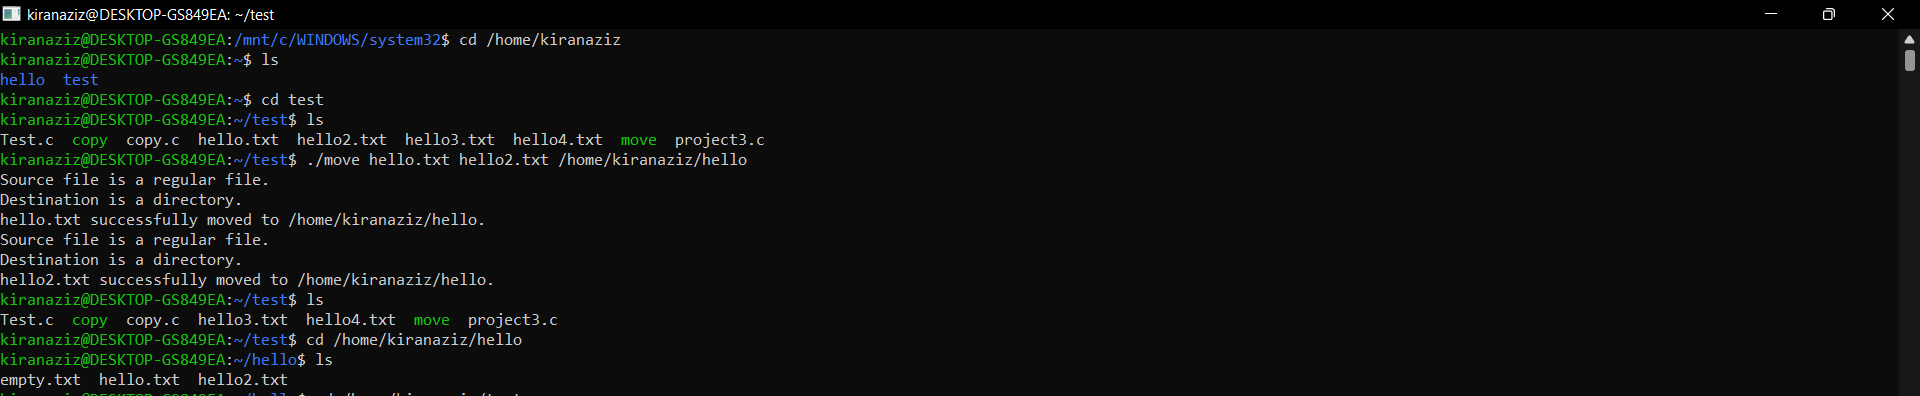 kiranaziz@DESKTOP-GS849EA: ~/test
kiranaziz@DESKTOP-GS849EA:/mnt/c/WINDOWS/system32$ cd /home/kiranaziz
kiranaziz@DESKTOP-GS849EA:~$ ls
hello  test
kiranaziz@DESKTOP-GS849EA:~$ cd test
kiranaziz@DESKTOP-GS849EA:~/test$ ls
Test.c  copy  copy.c  hello.txt  hello2.txt  hello3.txt  hello4.txt  move  project3.c
kiranaziz@DESKTOP-GS849EA:~/test$ ./move hello.txt hello2.txt /home/kiranaziz/hello
Source file is a regular file.
Destination is a directory.
hello.txt successfully moved to /home/kiranaziz/hello.
Source file is a regular file.
Destination is a directory.
hello2.txt successfully moved to /home/kiranaziz/hello.
kiranaziz@DESKTOP-GS849EA:~/test$ ls
Test.c  copy  copy.c  hello3.txt  hello4.txt  move  project3.c
kiranaziz@DESKTOP-GS849EA:~/test$ cd /home/kiranaziz/hello
kiranaziz@DESKTOP-GS849EA:~/hello$ ls
empty.txt  hello.txt  hello2.txt